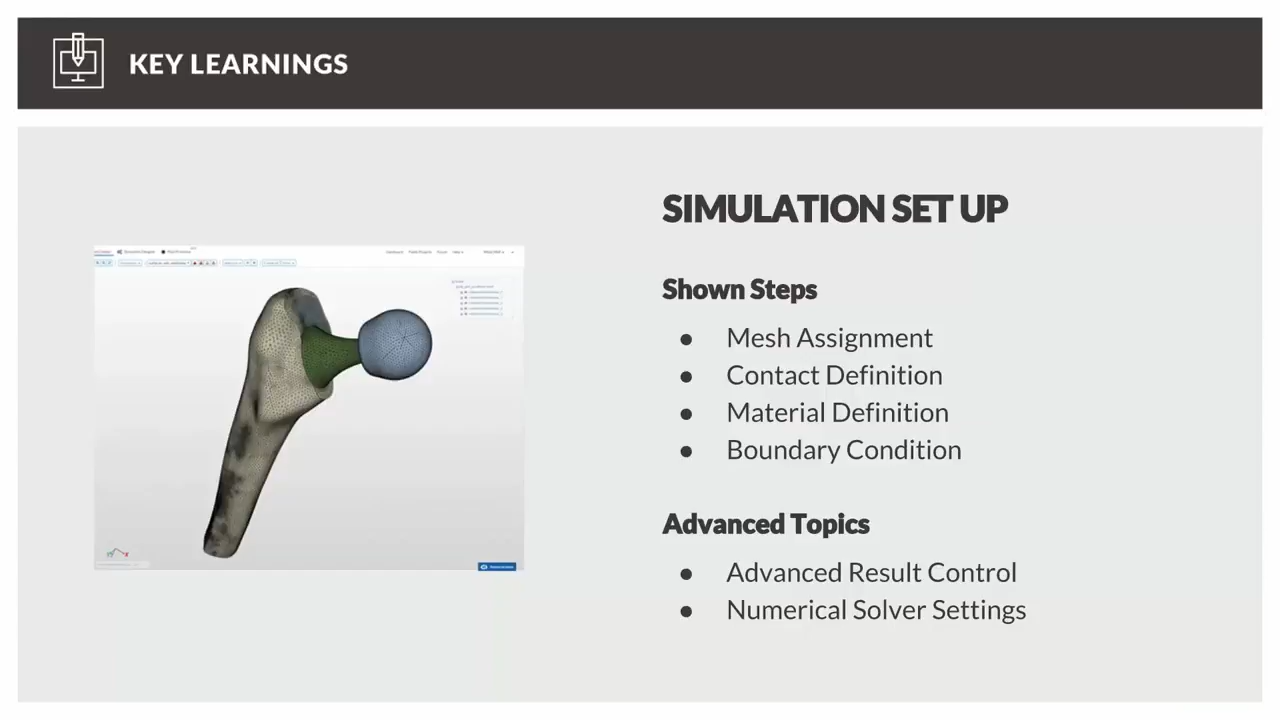 KEY LEARNINGS
SIMULATION SET UP
Shown Steps
● Mesh Assignment
● Contact Definition
● Material Definition
● Boundary Condition
Advanced Topics
● Advanced Result Control
● Numerical Solver Settings